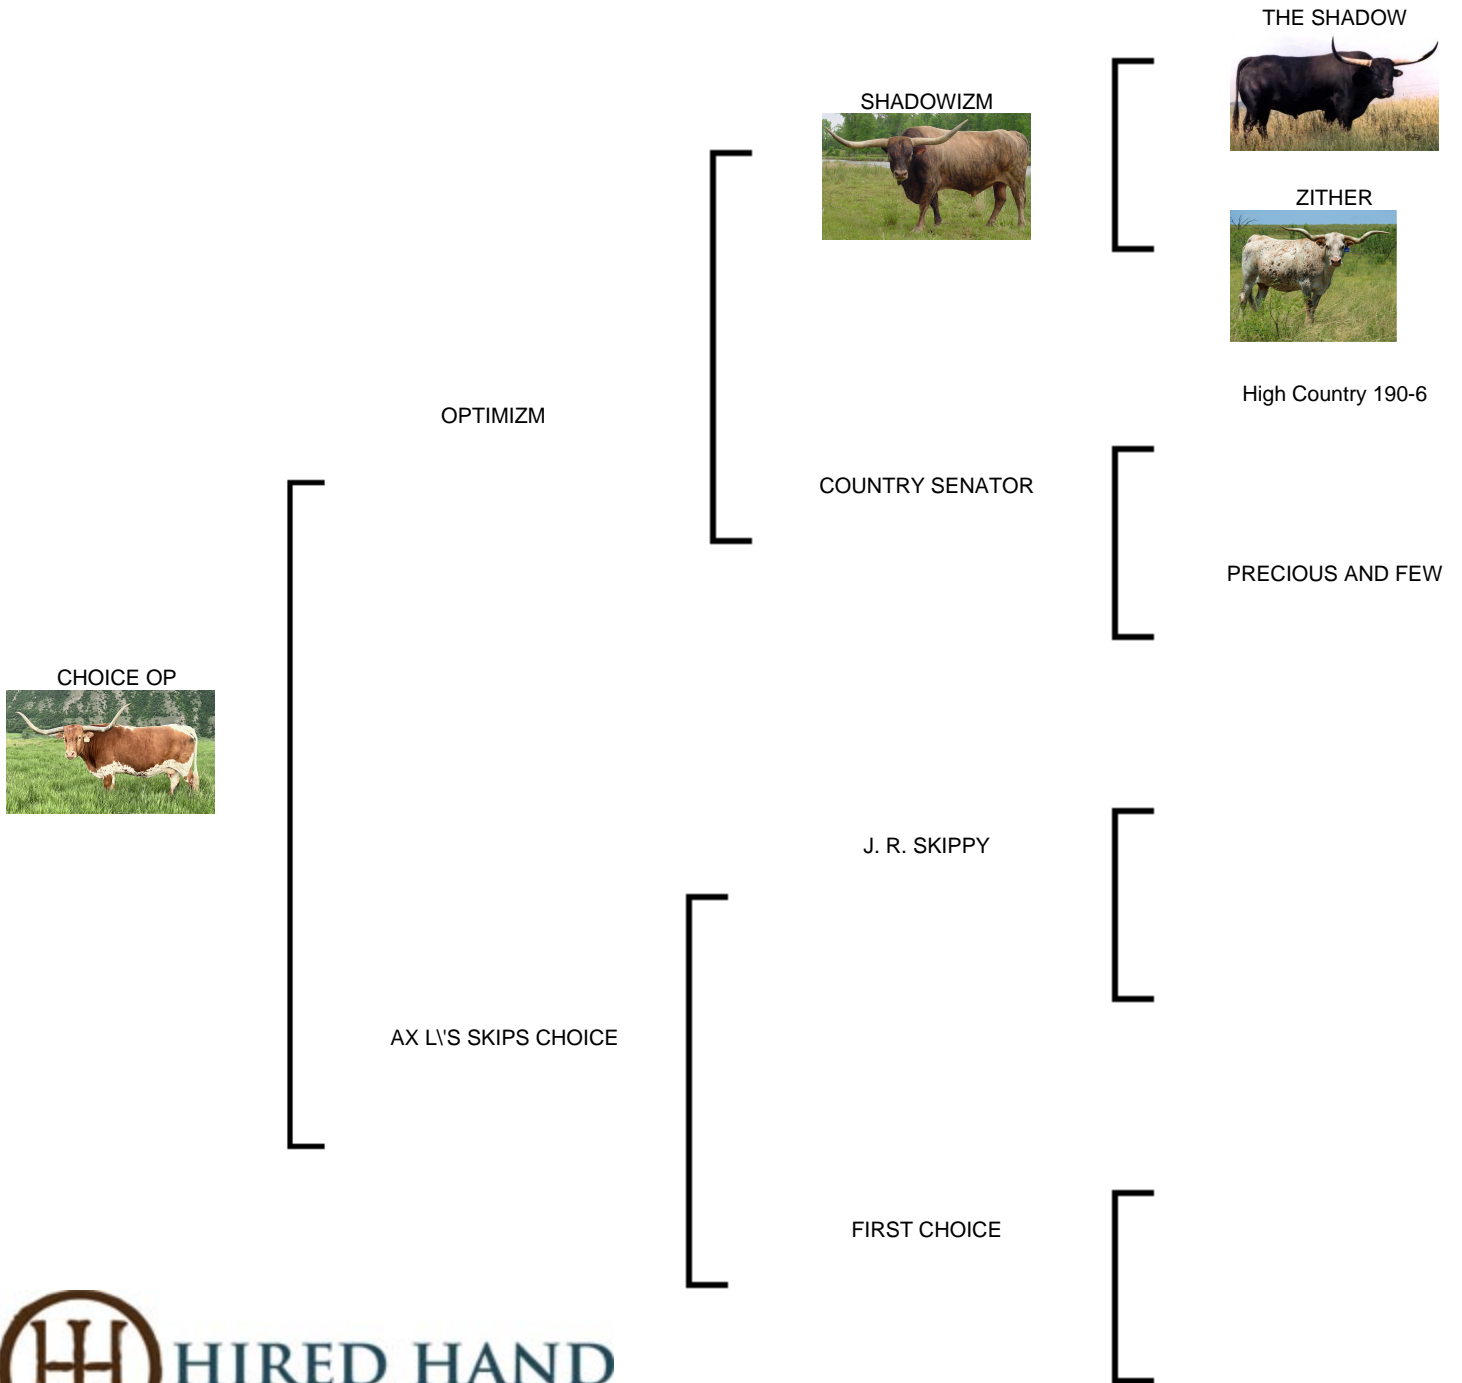 THE SHADOW
SHADOWIZM
ZITHER
High Country 190-6
OPTIMIZM
COUNTRY SENATOR
PRECIOUS AND FEW
CHOICE OP
J. R. SKIPPY
AX L\'S SKIPS CHOICE
FIRST CHOICE
HIRED HAND